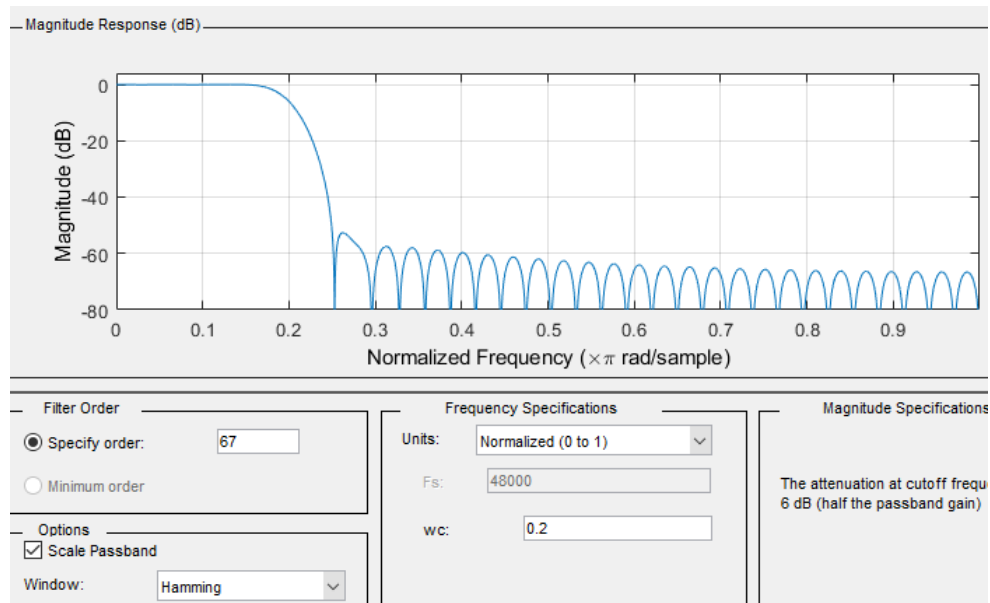 Magnitude Response (dB)
0
-20
-40
-60
-80
Magnitude (dB)
0 0.1 0.2 0.3 0.4 0.5 0.6 0.7 0.8 0.9
Normalized Frequency (×π rad/sample)
Filter Order
Specify order: 67
Minimum order
Options
Scale Passband
Window: Hamming
Frequency Specifications
Units: Normalized (0 to 1)
Fs: 48000
wc: 0.2
Magnitude Specifications
The attenuation at cutoff frequ
6 dB (half the passband gain)